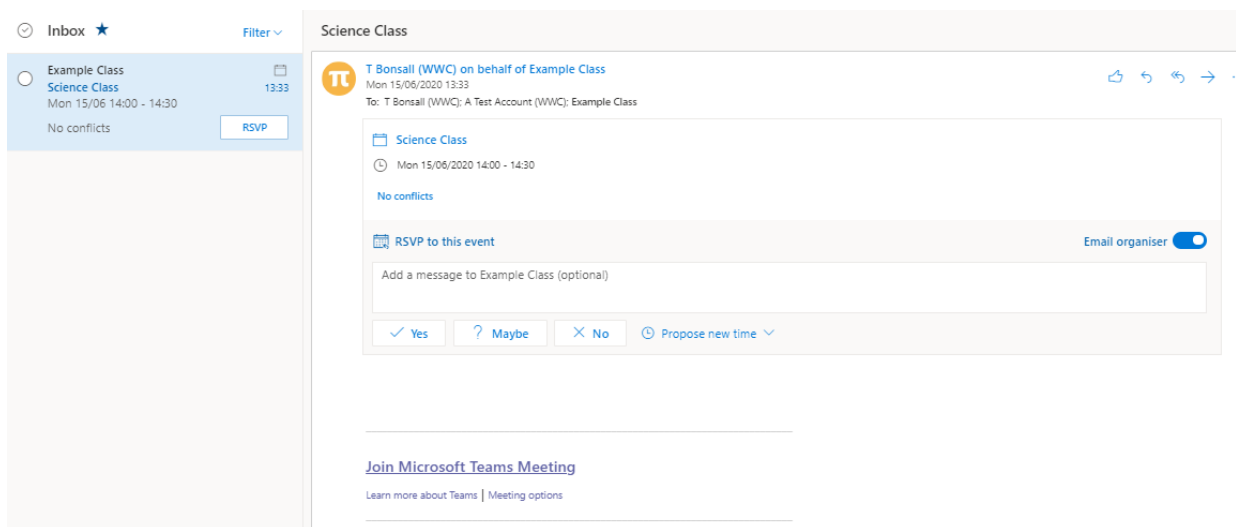 Inbox ★
Filter
Example Class
Science Class
13:33
Mon 15/06 14:00 - 14:30
No conflicts
RSVP
Science Class
π
T Bonsall (WWC) on behalf of Example Class
Mon 15/06/2020 13:33
To: T Bonsall (WWC); A Test Account (WWC); Example Class
Science Class
Mon 15/06/2020 14:00 - 14:30
No conflicts
RSVP to this event
Email organiser
Add a message to Example Class (optional)
Yes
? Maybe
No
Propose new time
Join Microsoft Teams Meeting
Learn more about Teams | Meeting options